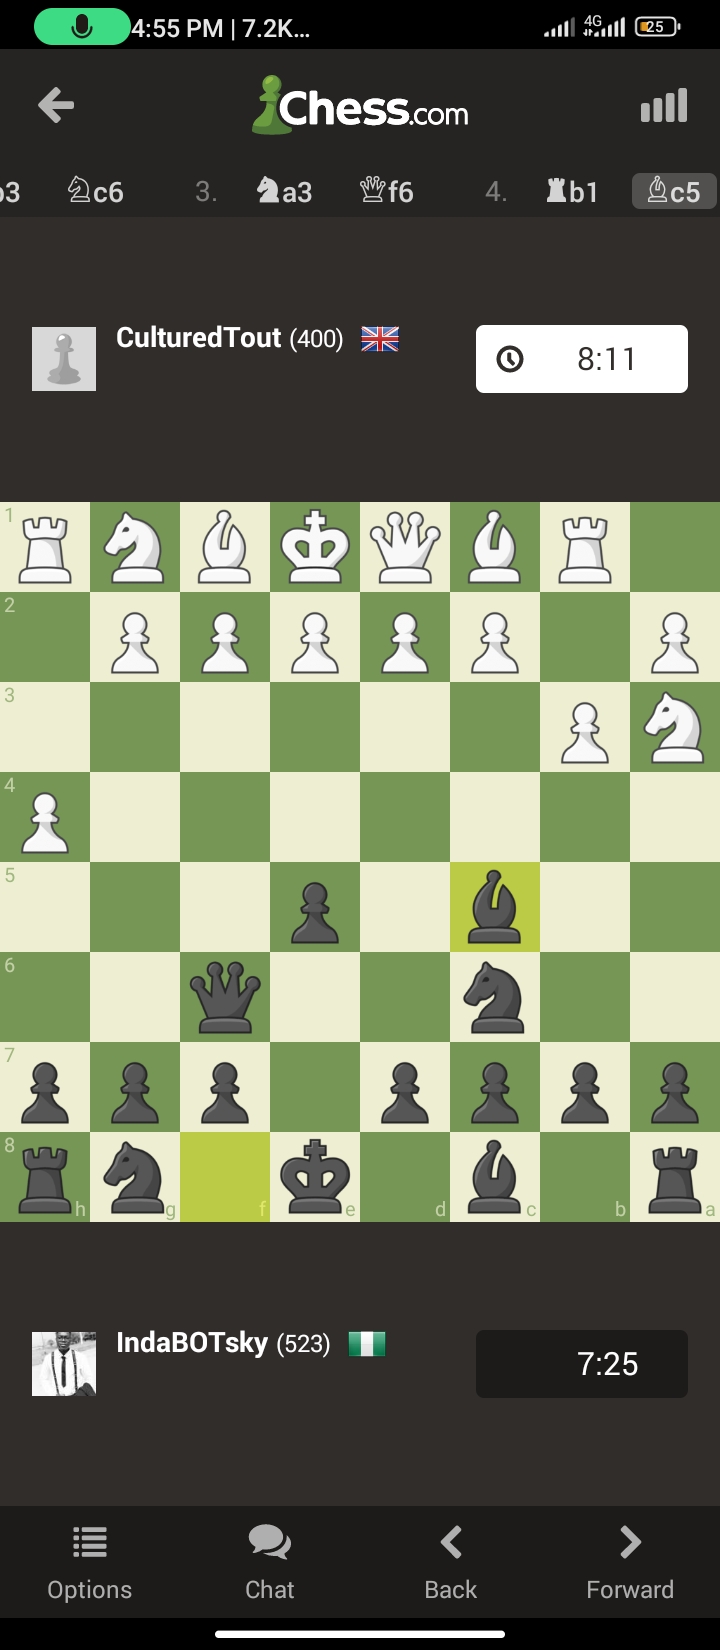 4:55 PM | 7.2K...
4G
25
Chess.com
b3 ♘c6 3. ♞a3 ♕f6 4. ♜b1 ♗c5
CulturedTout (400)
8:11
1
2
3
4
5
6
7
8
h g f e d c b a
IndaBOTsky (523)
7:25
Options Chat Back Forward